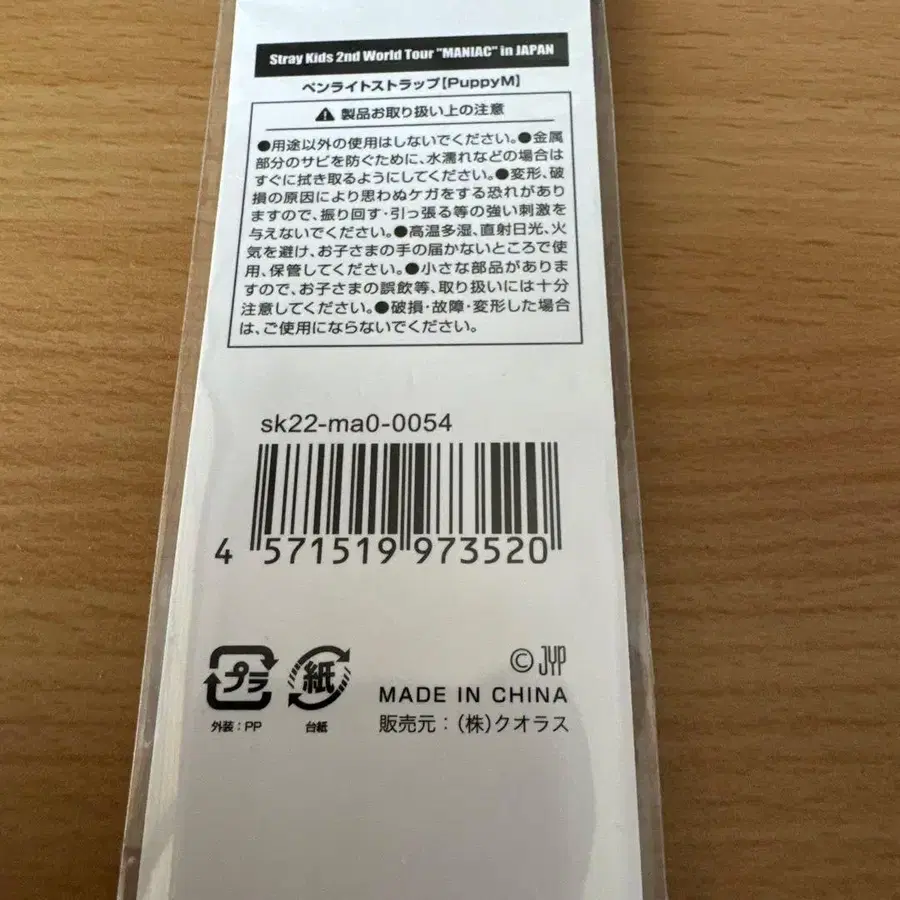 Stray Kids 2nd World Tour "MANIAC" in JAPAN
ペンライトストラップ【PuppyM】
⚠ 製品お取り扱い上の注意
●用途以外の使用はしないでください。●金属
部分のサビを防ぐために、水濡れなどの場合は
すぐに拭き取るようにしてください。●変形、破
損の原因により思わぬケガをする恐れがあり
ますので、振り回す・引っ張る等の強い刺激を
与えないでください。●高温多湿、直射日光、火
気を避け、お子さまの手の届かないところで使
用、保管してください。●小さな部品がありま
すので、お子さまの誤飲等、取り扱いには十分
注意してください。●破損・故障・変形した場合
は、ご使用にならないでください。
sk22-ma0-0054
4 571519 973520
プラ
外装:PP
紙
台紙
© JYP
MADE IN CHINA
販売元:(株)クオラス